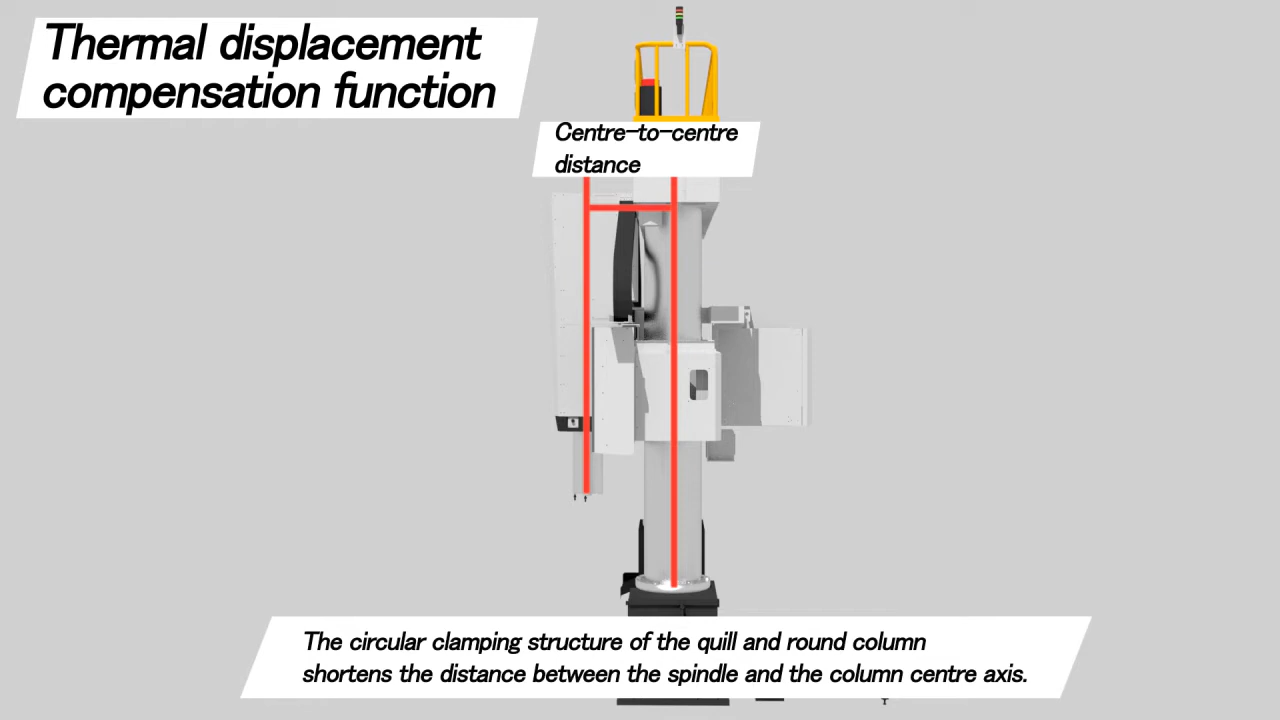 Thermal displacement
compensation function
Centre-to-centre
distance
The circular clamping structure of the quill and round column
shortens the distance between the spindle and the column centre axis.